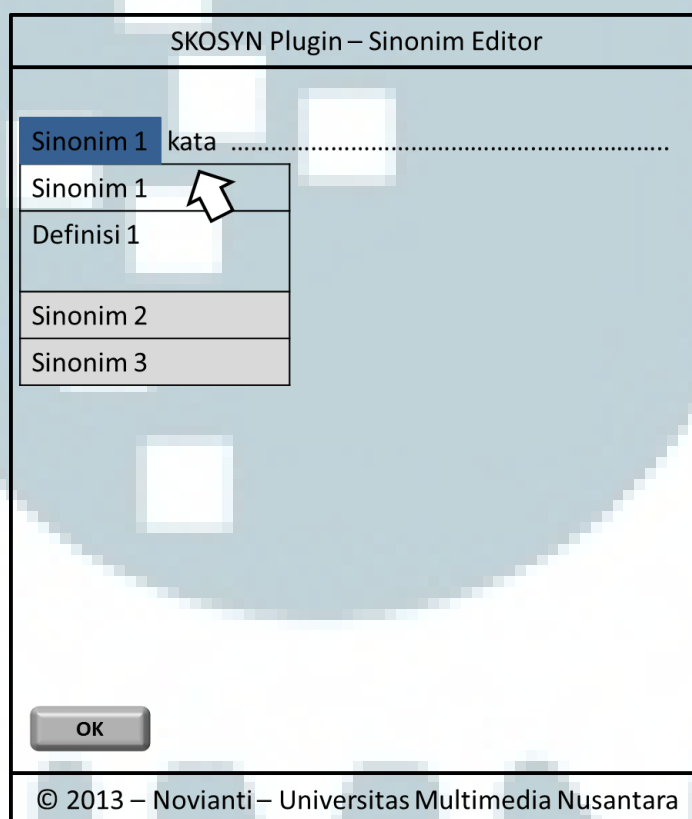 SKOSYN Plugin – Sinonim Editor
Sinonim 1 kata ..................................................................
Sinonim 1
Definisi 1
Sinonim 2
Sinonim 3
OK
© 2013 – Novianti – Universitas Multimedia Nusantara